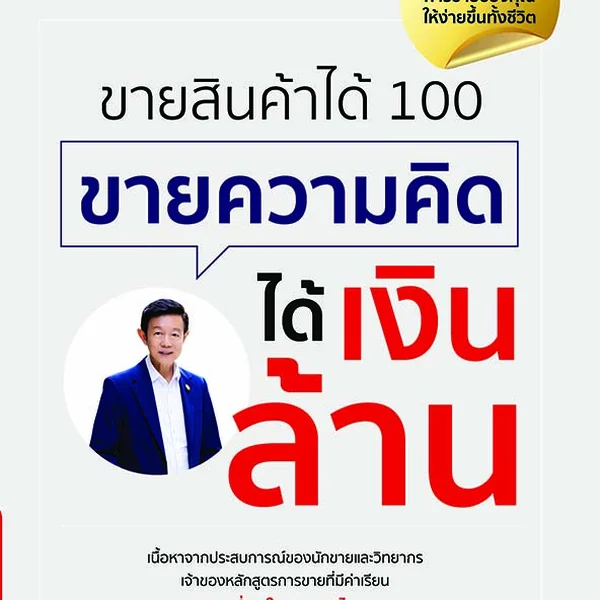 ให้ง่ายขึ้นทั้งชีวิต
ขายสินค้าได้ 100
ขายความคิด
ได้ เงิน
ล้าน
เนื้อหาจากประสบการณ์ของนักขายและวิทยากร
เจ้าของหลักสูตรการขายที่มีค่าเรียน